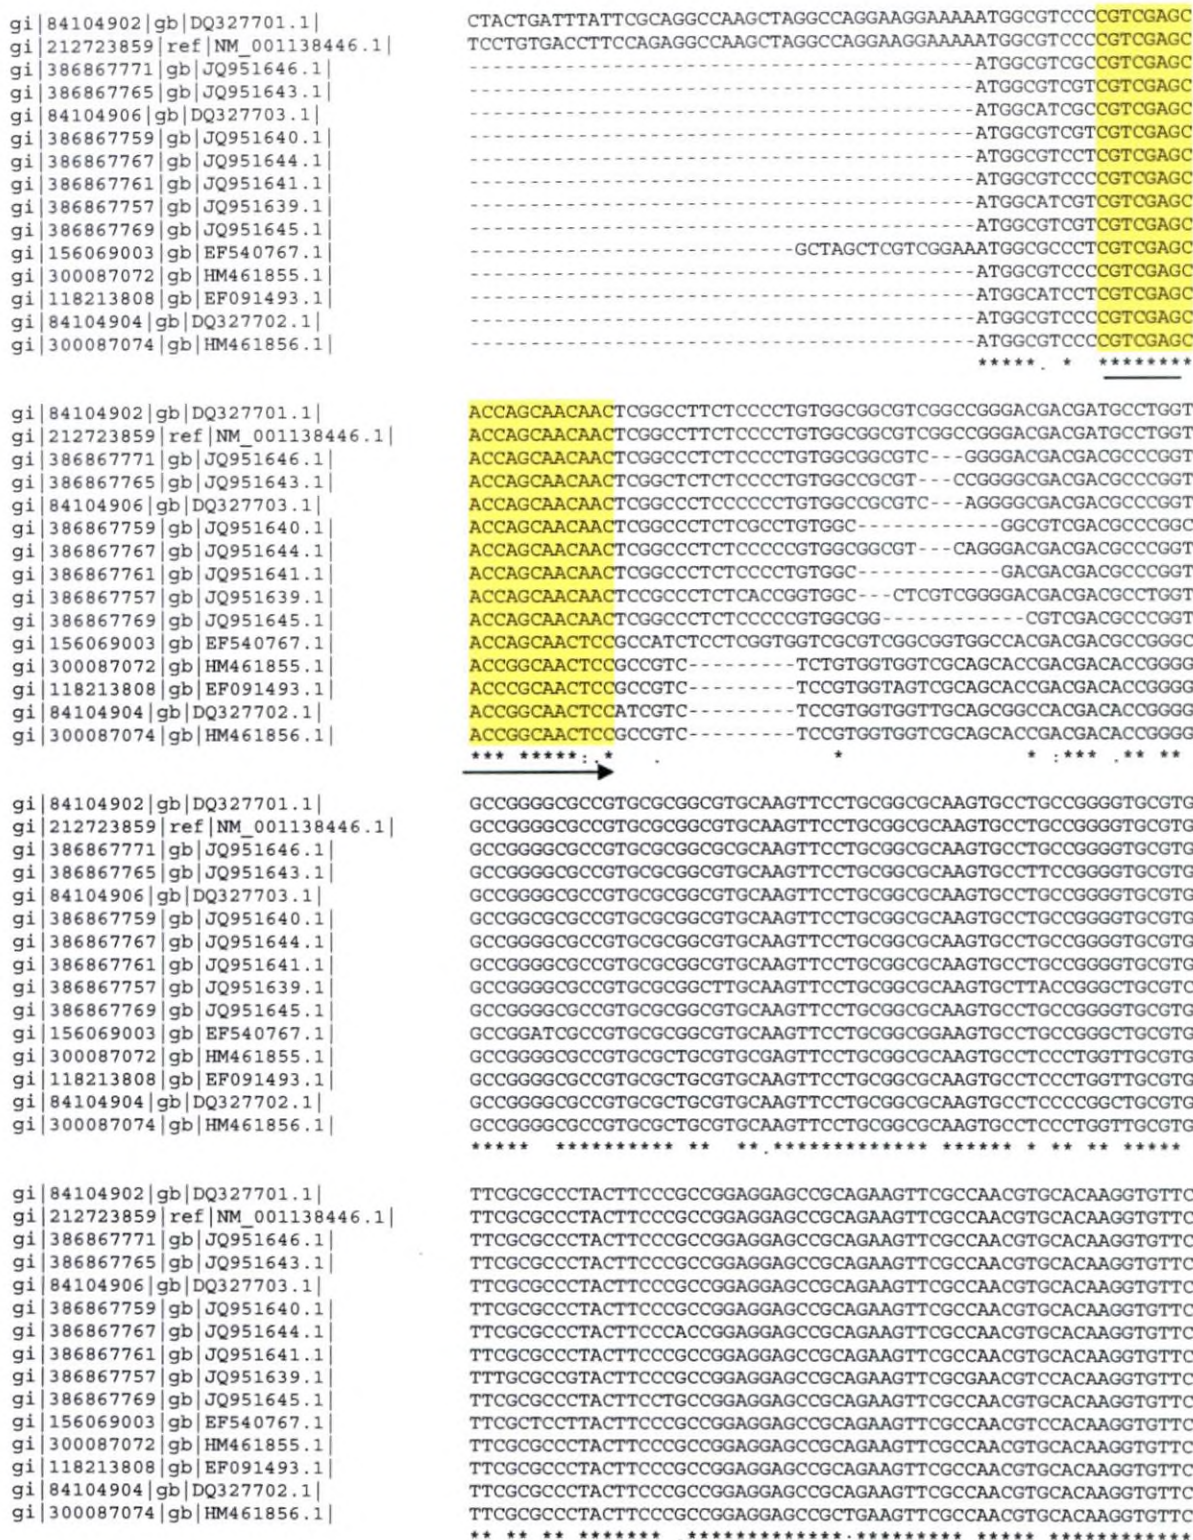 gi|84104902|gb|DQ327701.1| CTACTGATTTATTCGCAGGCCAAGCTAGGCCAGGAAGGAAAAATGGCGTCCCCGTCGAGC
gi|212723859|ref|NM_001138446.1| TCCTGTGACCTTCCAGAGGCCAAGCTAGGCCAGGAAGGAAAAATGGCGTCCCCGTCGAGC
gi|386867771|gb|JQ951646.1| ------------------------------------------ATGGCGTCGCCGTCGAGC
gi|386867765|gb|JQ951643.1| ------------------------------------------ATGGCGTCGTCGTCGAGC
gi|84104906|gb|DQ327703.1| ------------------------------------------ATGGCATCGCCGTCGAGC
gi|386867759|gb|JQ951640.1| ------------------------------------------ATGGCGTCGTCGTCGAGC
gi|386867767|gb|JQ951644.1| ------------------------------------------ATGGCGTCCTCGTCGAGC
gi|386867761|gb|JQ951641.1| ------------------------------------------ATGGCGTCCCCGTCGAGC
gi|386867757|gb|JQ951639.1| ------------------------------------------ATGGCATCGTCGTCGAGC
gi|386867769|gb|JQ951645.1| ------------------------------------------ATGGCGTCGTCGTCGAGC
gi|156069003|gb|EF540767.1| ---------------------------GCTAGCTCGTCGGAAATGGCGCCCTCGTCGAGC
gi|300087072|gb|HM461855.1| ------------------------------------------ATGGCGTCCCCGTCGAGC
gi|118213808|gb|EF091493.1| ------------------------------------------ATGGCATCCTCGTCGAGC
gi|84104904|gb|DQ327702.1| ------------------------------------------ATGGCGTCCCCGTCGAGC
gi|300087074|gb|HM461856.1| ------------------------------------------ATGGCGTCCCCGTCGAGC
*****. * ********
gi|84104902|gb|DQ327701.1| ACCAGCAACAACTCGGCCTTCTCCCCTGTGGCGGCGTCGGCCGGGACGACGATGCCTGGT
gi|212723859|ref|NM_001138446.1| ACCAGCAACAACTCGGCCTTCTCCCCTGTGGCGGCGTCGGCCGGGACGACGATGCCTGGT
gi|386867771|gb|JQ951646.1| ACCAGCAACAACTCGGCCCTCTCCCCTGTGGCGGCGTC---GGGGACGACGACGCCCGGT
gi|386867765|gb|JQ951643.1| ACCAGCAACAACTCGGCTCTCTCCCCTGTGGCCGCGT---CCGGGGCGACGACGCCCGGT
gi|84104906|gb|DQ327703.1| ACCAGCAACAACTCGGCCCTCCCCCCTGTGGCCGCGTC---AGGGGCGACGACGCCCGGT
gi|386867759|gb|JQ951640.1| ACCAGCAACAACTCGGCCCTCTCGCCTGTGGC------------GGCGTCGACGCCCGGC
gi|386867767|gb|JQ951644.1| ACCAGCAACAACTCGGCCCTCTCCCCCGTGGCGGCGT---CAGGGACGACGACGCCCGGT
gi|386867761|gb|JQ951641.1| ACCAGCAACAACTCGGCCCTCTCCCCTGTGGC------------GACGACGACGCCCGGT
gi|386867757|gb|JQ951639.1| ACCAGCAACAACTCCGCCCTCTCACCGGTGGC---CTCGTCGGGGACGACGACGCCTGGT
gi|386867769|gb|JQ951645.1| ACCAGCAACAACTCGGCCCTCTCCCCCGTGGCGG------------CGTCGACGCCCGGT
gi|156069003|gb|EF540767.1| ACCAGCAACTCCGCCATCTCCTCGGTGGTCGCGTCGGCGGTGGCCACGACGACGCCGGGC
gi|300087072|gb|HM461855.1| ACCGGCAACTCCGCCGTC---------TCTGTGGTGGTCGCAGCACCGACGACACCGGGG
gi|118213808|gb|EF091493.1| ACCCGCAACTCCGCCGTC---------TCCGTGGTAGTCGCAGCACCGACGACACCGGGG
gi|84104904|gb|DQ327702.1| ACCGGCAACTCCATCGTC---------TCCGTGGTGGTTGCAGCGGCCACGACACCGGGG
gi|300087074|gb|HM461856.1| ACCGGCAACTCCGCCGTC---------TCCGTGGTGGTCGCAGCACCGACGACACCGGGG
*** *****:.* . * * :*** .** **
gi|84104902|gb|DQ327701.1| GCCGGGGCGCCGTGCGCGGCGTGCAAGTTCCTGCGGCGCAAGTGCCTGCCGGGGTGCGTG
gi|212723859|ref|NM_001138446.1| GCCGGGGCGCCGTGCGCGGCGTGCAAGTTCCTGCGGCGCAAGTGCCTGCCGGGGTGCGTG
gi|386867771|gb|JQ951646.1| GCCGGGGCGCCGTGCGCGGCGCGCAAGTTCCTGCGGCGCAAGTGCCTGCCGGGGTGCGTG
gi|386867765|gb|JQ951643.1| GCCGGGGCGCCGTGCGCGGCGTGCAAGTTCCTGCGGCGCAAGTGCCTTCCGGGGTGCGTG
gi|84104906|gb|DQ327703.1| GCCGGGGCGCCGTGCGCGGCGTGCAAGTTCCTGCGGCGCAAGTGCCTGCCGGGGTGCGTG
gi|386867759|gb|JQ951640.1| GCCGGCGCGCCGTGCGCGGCGTGCAAGTTCCTGCGGCGCAAGTGCCTGCCGGGGTGCGTG
gi|386867767|gb|JQ951644.1| GCCGGGGCGCCGTGCGCGGCGTGCAAGTTCCTGCGGCGCAAGTGCCTGCCGGGGTGCGTG
gi|386867761|gb|JQ951641.1| GCCGGGGCGCCGTGCGCGGCGTGCAAGTTCCTGCGGCGCAAGTGCCTGCCGGGGTGCGTG
gi|386867757|gb|JQ951639.1| GCCGGGGCGCCGTGCGCGGCTTGCAAGTTCCTGCGGCGCAAGTGCTTACCGGGCTGCGTC
gi|386867769|gb|JQ951645.1| GCCGGGGCGCCGTGCGCGGCGTGCAAGTTCCTGCGGCGCAAGTGCCTGCCGGGGTGCGTG
gi|156069003|gb|EF540767.1| GCCGGATCGCCGTGCGCGGCGTGCAAGTTCCTGCGGCGGAAGTGCCTGCCGGGCTGCGTG
gi|300087072|gb|HM461855.1| GCCGGGGCGCCGTGCGCTGCGTGCGAGTTCCTGCGGCGCAAGTGCCTCCCTGGTTGCGTG
gi|118213808|gb|EF091493.1| GCCGGGGCGCCGTGCGCTGCGTGCAAGTTCCTGCGGCGCAAGTGCCTCCCTGGTTGCGTG
gi|84104904|gb|DQ327702.1| GCCGGGGCGCCGTGCGCTGCGTGCAAGTTCCTGCGGCGCAAGTGCCTCCCCGGCTGCGTG
gi|300087074|gb|HM461856.1| GCCGGGGCGCCGTGCGCTGCGTGCAAGTTCCTGCGGCGCAAGTGCCTCCCTGGTTGCGTG
***** ********** ** **.************* ****** * ** ** *****
gi|84104902|gb|DQ327701.1| TTCGCGCCCTACTTCCCGCCGGAGGAGCCGCAGAAGTTCGCCAACGTGCACAAGGTGTTC
gi|212723859|ref|NM_001138446.1| TTCGCGCCCTACTTCCCGCCGGAGGAGCCGCAGAAGTTCGCCAACGTGCACAAGGTGTTC
gi|386867771|gb|JQ951646.1| TTCGCGCCCTACTTCCCGCCGGAGGAGCCGCAGAAGTTCGCCAACGTGCACAAGGTGTTC
gi|386867765|gb|JQ951643.1| TTCGCGCCCTACTTCCCGCCGGAGGAGCCGCAGAAGTTCGCCAACGTGCACAAGGTGTTC
gi|84104906|gb|DQ327703.1| TTCGCGCCCTACTTCCCGCCGGAGGAGCCGCAGAAGTTCGCCAACGTGCACAAGGTGTTC
gi|386867759|gb|JQ951640.1| TTCGCGCCCTACTTCCCGCCGGAGGAGCCGCAGAAGTTCGCCAACGTGCACAAGGTGTTC
gi|386867767|gb|JQ951644.1| TTCGCGCCCTACTTCCCACCGGAGGAGCCGCAGAAGTTCGCCAACGTGCACAAGGTGTTC
gi|386867761|gb|JQ951641.1| TTCGCGCCCTACTTCCCGCCGGAGGAGCCGCAGAAGTTCGCCAACGTGCACAAGGTGTTC
gi|386867757|gb|JQ951639.1| TTTGCGCCGTACTTCCCGCCGGAGGAGCCGCAGAAGTTCGCGAACGTGCACAAGGTGTTC
gi|386867769|gb|JQ951645.1| TTCGCGCCCTACTTCCTGCCGGAGGAGCCGCAGAAGTTCGCCAACGTGCACAAGGTGTTC
gi|156069003|gb|EF540767.1| TTCGCTCCTTACTTCCCGCCGGAGGAGCCGCAGAAGTTCGCCAACGTCCACAAGGTGTTC
gi|300087072|gb|HM461855.1| TTCGCGCCCTACTTCCCGCCGGAGGAGCCGCAGAAGTTCGCCAACGTGCACAAGGTGTTC
gi|118213808|gb|EF091493.1| TTCGCGCCCTACTTCCCGCCGGAGGAGCCGCAGAAGTTCGCCAACGTGCACAAGGTGTTC
gi|84104904|gb|DQ327702.1| TTCGCGCCCTACTTCCCGCCGGAGGAGCCGCAGAAGTTCGCCAACGTGCACAAGGTGTTC
gi|300087074|gb|HM461856.1| TTCGCGCCCTACTTCCCGCCGGAGGAGCCGCTGAAGTTCGCCAACGTGCACAAGGTGTTC
** ** ** ******* .*************.********* ***** ************